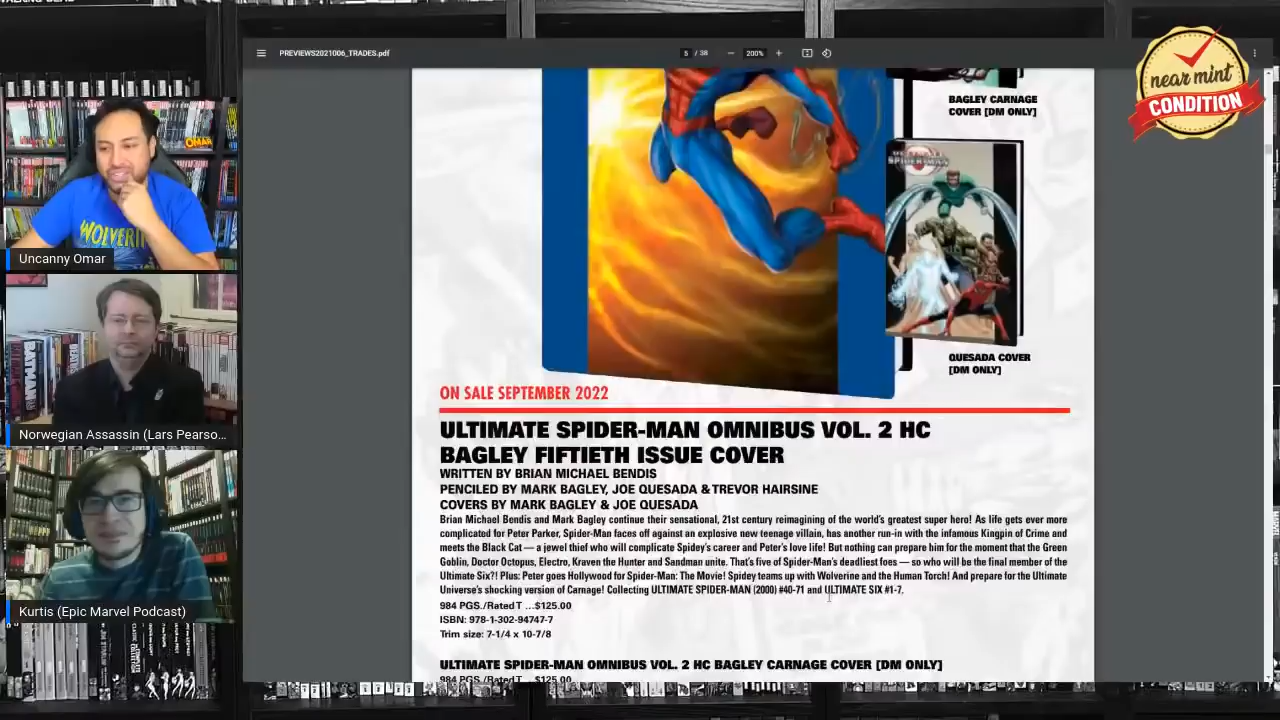 PREVIEWS2021006_TRADES.pdf
5 / 38
200%
near mint
CONDITION
BAGLEY CARNAGE
COVER [DM ONLY]
ULTIMATE
SPIDER-MAN
QUESADA COVER
[DM ONLY]
OMAR
WOLVERIN
Uncanny Omar
BATMAN
Norwegian Assassin (Lars Pearso...
Kurtis (Epic Marvel Podcast)
ON SALE SEPTEMBER 2022
ULTIMATE SPIDER-MAN OMNIBUS VOL. 2 HC
BAGLEY FIFTIETH ISSUE COVER
WRITTEN BY BRIAN MICHAEL BENDIS
PENCILED BY MARK BAGLEY, JOE QUESADA & TREVOR HAIRSINE
COVERS BY MARK BAGLEY & JOE QUESADA
Brian Michael Bendis and Mark Bagley continue their sensational, 21st century reimagining of the world's greatest super hero! As life gets ever more
complicated for Peter Parker, Spider-Man faces off against an explosive new teenage villain, has another run-in with the infamous Kingpin of Crime and
meets the Black Cat — a jewel thief who will complicate Spidey's career and Peter's love life! But nothing can prepare him for the moment that the Green
Goblin, Doctor Octopus, Electro, Kraven the Hunter and Sandman unite. That's five of Spider-Man's deadliest foes — so who will be the final member of the
Ultimate Six?! Plus: Peter goes Hollywood for Spider-Man: The Movie! Spidey teams up with Wolverine and the Human Torch! And prepare for the Ultimate
Universe's shocking version of Carnage! Collecting ULTIMATE SPIDER-MAN (2000) #40-71 and ULTIMATE SIX #1-7.
984 PGS./Rated T ...$125.00
ISBN: 978-1-302-94747-7
Trim size: 7-1/4 x 10-7/8
ULTIMATE SPIDER-MAN OMNIBUS VOL. 2 HC BAGLEY CARNAGE COVER [DM ONLY]
984 PGS./Rated T ...$125.00